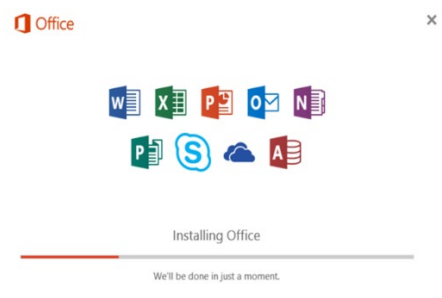 Office
W X P O N
P S A
Installing Office
We'll be done in just a moment.